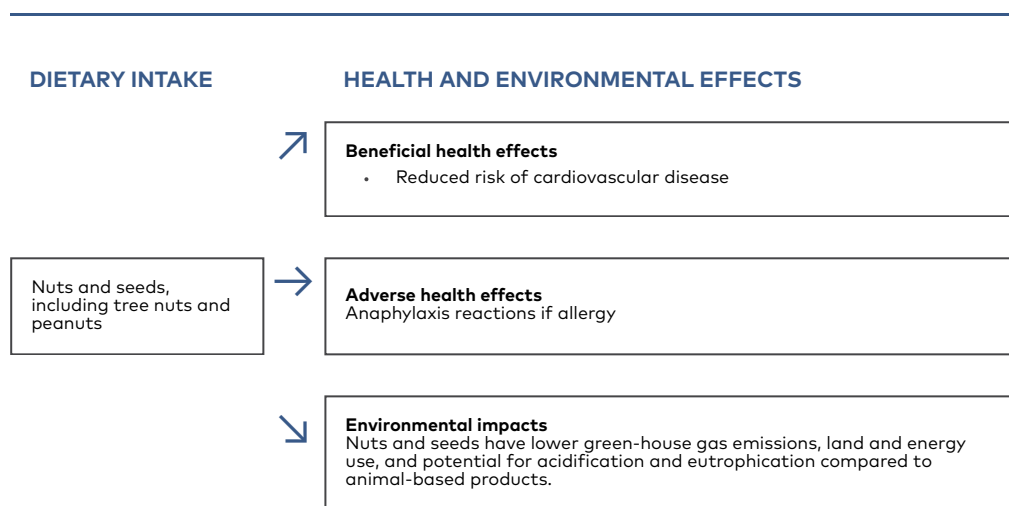 DIETARY INTAKE
HEALTH AND ENVIRONMENTAL EFFECTS
Beneficial health effects
• Reduced risk of cardiovascular disease
Nuts and seeds,
including tree nuts and
peanuts
Adverse health effects
Anaphylaxis reactions if allergy
Environmental impacts
Nuts and seeds have lower green-house gas emissions, land and energy
use, and potential for acidification and eutrophication compared to
animal-based products.